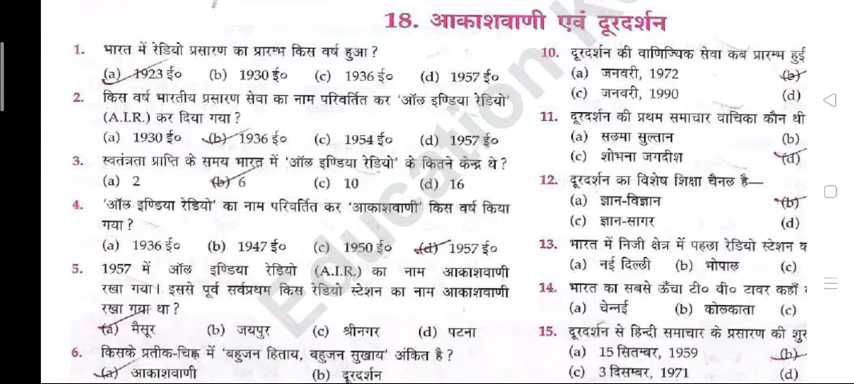 18. आकाशवाणी एवं दूरदर्शन
1. भारत में रेडियो प्रसारण का प्रारम्भ किस वर्ष हुआ ?
(a) 1923 ई० (b) 1930 ई० (c) 1936 ई० (d) 1957 ई०
2. किस वर्ष भारतीय प्रसारण सेवा का नाम परिवर्तित कर 'ऑल इण्डिया रेडियो'
(A.I.R.) कर दिया गया ?
(a) 1930 ई० (b) 1936 ई० (c) 1954 ई० (d) 1957 ई०
3. स्वतंत्रता प्राप्ति के समय भारत में 'ऑल इण्डिया रेडियो' के कितने केन्द्र थे ?
(a) 2 (b) 6 (c) 10 (d) 16
4. 'ऑल इण्डिया रेडियो' का नाम परिवर्तित कर 'आकाशवाणी' किस वर्ष किया
गया ?
(a) 1936 ई० (b) 1947 ई० (c) 1950 ई० (d) 1957 ई०
5. 1957 में ऑल इण्डिया रेडियो (A.I.R.) का नाम आकाशवाणी
रखा गया। इससे पूर्व सर्वप्रथम किस रेडियो स्टेशन का नाम आकाशवाणी
रखा गया था ?
(a) मैसूर (b) जयपुर (c) श्रीनगर (d) पटना
6. किसके प्रतीक-चिह्न में 'बहुजन हिताय, बहुजन सुखाय' अंकित है ?
(a) आकाशवाणी (b) दूरदर्शन
10. दूरदर्शन की वाणिज्यिक सेवा कब प्रारम्भ हुई
(a) जनवरी, 1972 (b)
(c) जनवरी, 1990 (d)
11. दूरदर्शन की प्रथम समाचार वाचिका कौन थी
(a) सलमा सुल्तान (b)
(c) शोभना जगदीश (d)
12. दूरदर्शन का विशेष शिक्षा चैनल है—
(a) ज्ञान-विज्ञान (b)
(c) ज्ञान-सागर (d)
13. भारत में निजी क्षेत्र में पहला रेडियो स्टेशन
(a) नई दिल्ली (b) भोपाल (c)
14. भारत का सबसे ऊँचा टी० वी० टावर कहाँ
(a) चेन्नई (b) कोलकाता (c)
15. दूरदर्शन से हिन्दी समाचार के प्रसारण की
(a) 15 सितम्बर, 1959 (b)
(c) 3 दिसम्बर, 1971 (d)
Education